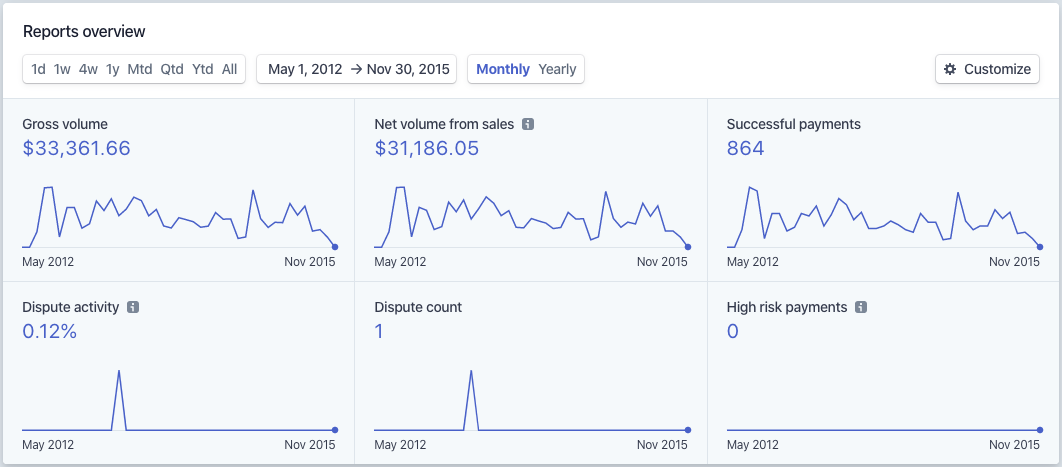 Reports overview
1d 1w 4w 1y Mtd Qtd Ytd All
May 1, 2012 → Nov 30, 2015
Monthly Yearly
Customize
Gross volume
$33,361.66
May 2012 Nov 2015
Net volume from sales
$31,186.05
May 2012 Nov 2015
Successful payments
864
May 2012 Nov 2015
Dispute activity
0.12%
May 2012 Nov 2015
Dispute count
1
May 2012 Nov 2015
High risk payments
0
May 2012 Nov 2015